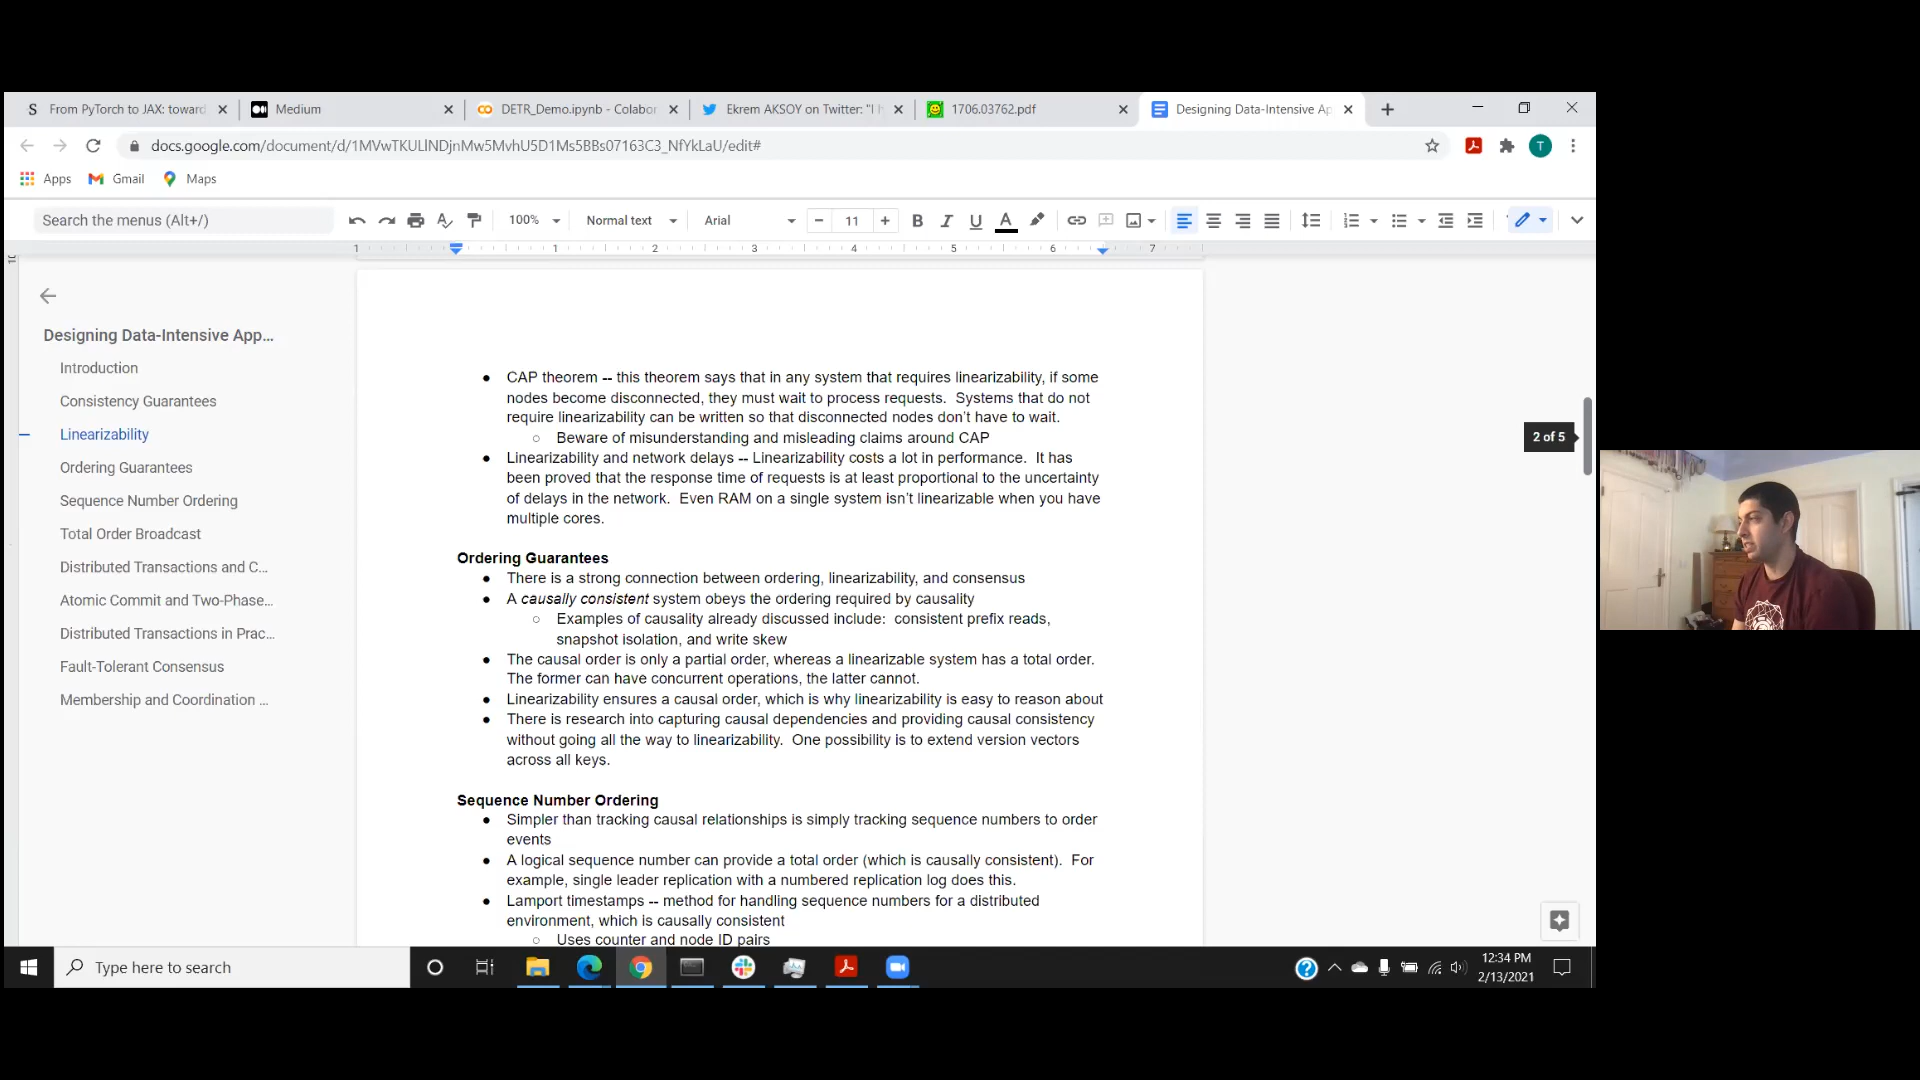 From PyTorch to JAX: toward
Medium
DETR_Demo.ipynb - Colabor
Ekrem AKSOY on Twitter: "I h
1706.03762.pdf
Designing Data-Intensive Ap
docs.google.com/document/d/1MVwTKULlNDjnMw5MvhU5D1Ms5BBs07163C3_NfYkLaU/edit#
T
Apps
Gmail
Maps
Search the menus (Alt+/)
100%
Normal text
Arial
11
1 1 2 3 4 5 6 7
Designing Data-Intensive App...
Introduction
Consistency Guarantees
Linearizability
Ordering Guarantees
Sequence Number Ordering
Total Order Broadcast
Distributed Transactions and C...
Atomic Commit and Two-Phase...
Distributed Transactions in Prac...
Fault-Tolerant Consensus
Membership and Coordination ...
● CAP theorem -- this theorem says that in any system that requires linearizability, if some
nodes become disconnected, they must wait to process requests. Systems that do not
require linearizability can be written so that disconnected nodes don't have to wait.
○ Beware of misunderstanding and misleading claims around CAP
● Linearizability and network delays -- Linearizability costs a lot in performance. It has
been proved that the response time of requests is at least proportional to the uncertainty
of delays in the network. Even RAM on a single system isn't linearizable when you have
multiple cores.
Ordering Guarantees
● There is a strong connection between ordering, linearizability, and consensus
● A causally consistent system obeys the ordering required by causality
○ Examples of causality already discussed include: consistent prefix reads,
snapshot isolation, and write skew
● The causal order is only a partial order, whereas a linearizable system has a total order.
The former can have concurrent operations, the latter cannot.
● Linearizability ensures a causal order, which is why linearizability is easy to reason about
● There is research into capturing causal dependencies and providing causal consistency
without going all the way to linearizability. One possibility is to extend version vectors
across all keys.
Sequence Number Ordering
● Simpler than tracking causal relationships is simply tracking sequence numbers to order
events
● A logical sequence number can provide a total order (which is causally consistent). For
example, single leader replication with a numbered replication log does this.
● Lamport timestamps -- method for handling sequence numbers for a distributed
environment, which is causally consistent
○ Uses counter and node ID pairs
2 of 5
Type here to search
12:34 PM
2/13/2021